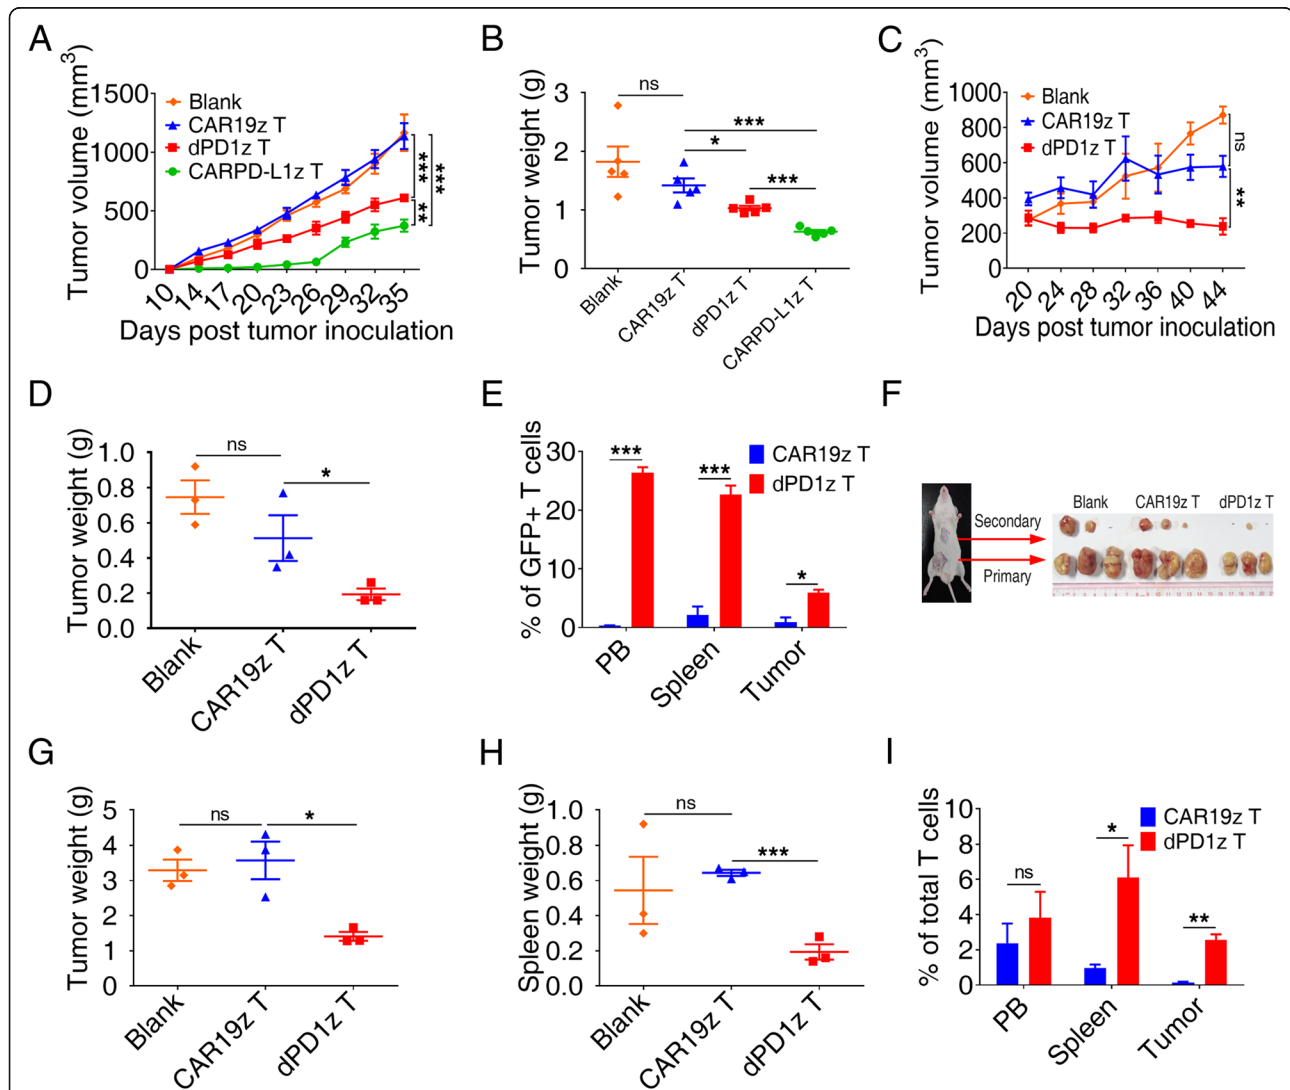 A
Tumor volume (mm³)
1500
1000
500
0
Blank
CAR19z T
dPD1z T
CARPD-L1z T
***
**
***
10 14 17 20 23 26 29 32 35
Days post tumor inoculation
B
Tumor weight (g)
3
2
1
0
ns
***
*
***
Blank
CAR19z T
dPD1z T
CARPD-L1z T
C
Tumor volume (mm³)
1000
800
600
400
200
0
Blank
CAR19z T
dPD1z T
ns
**
20 24 28 32 36 40 44
Days post tumor inoculation
D
Tumor weight (g)
1.0
0.8
0.6
0.4
0.2
0.0
ns
*
Blank
CAR19z T
dPD1z T
E
% of GFP+ T cells
30
20
10
0
***
***
*
CAR19z T
dPD1z T
PB
Spleen
Tumor
F
Blank CAR19z T dPD1z T
Secondary
Primary
G
Tumor weight (g)
5
4
3
2
1
0
ns
*
Blank
CAR19z T
dPD1z T
H
Spleen weight (g)
1.0
0.8
0.6
0.4
0.2
0.0
ns
***
Blank
CAR19z T
dPD1z T
I
% of total T cells
10
8
6
4
2
0
ns
*
**
CAR19z T
dPD1z T
PB
Spleen
Tumor